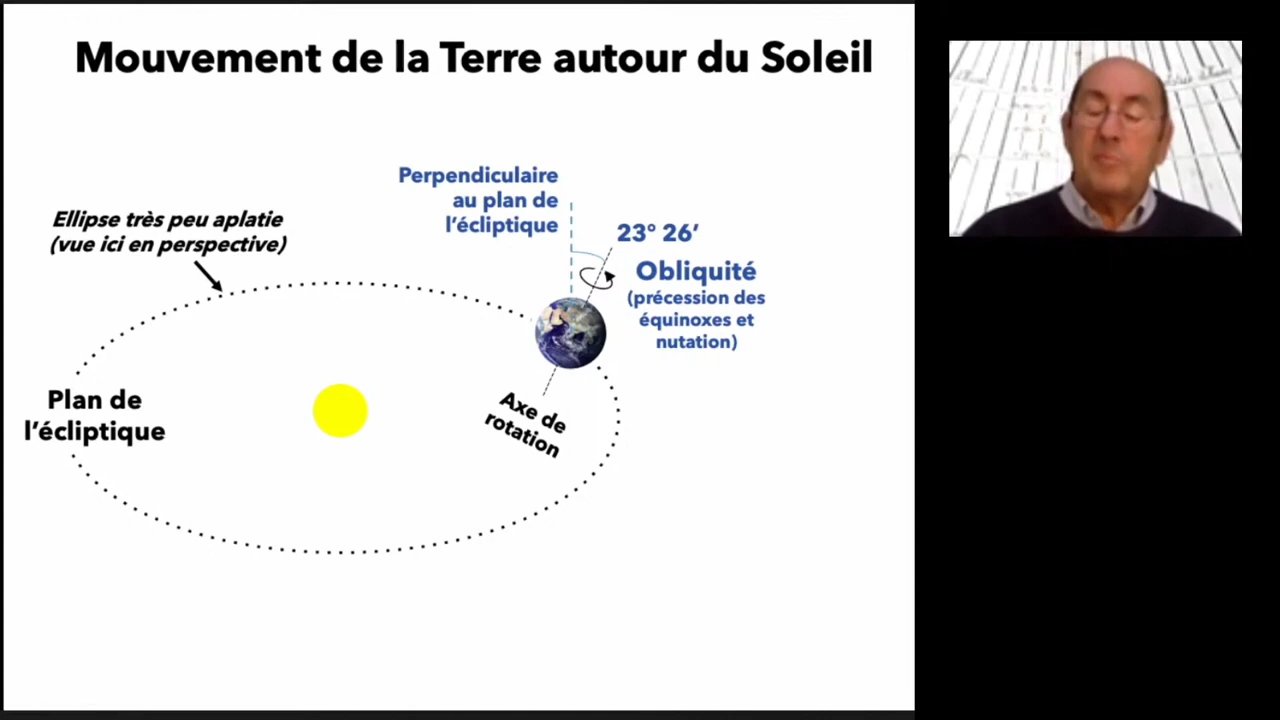 Mouvement de la Terre autour du Soleil
Perpendiculaire
au plan de
l’écliptique
Ellipse très peu aplatie
(vue ici en perspective)
23° 26’
Obliquité
(précession des
équinoxes et
nutation)
Plan de
l’écliptique
Axe de
rotation